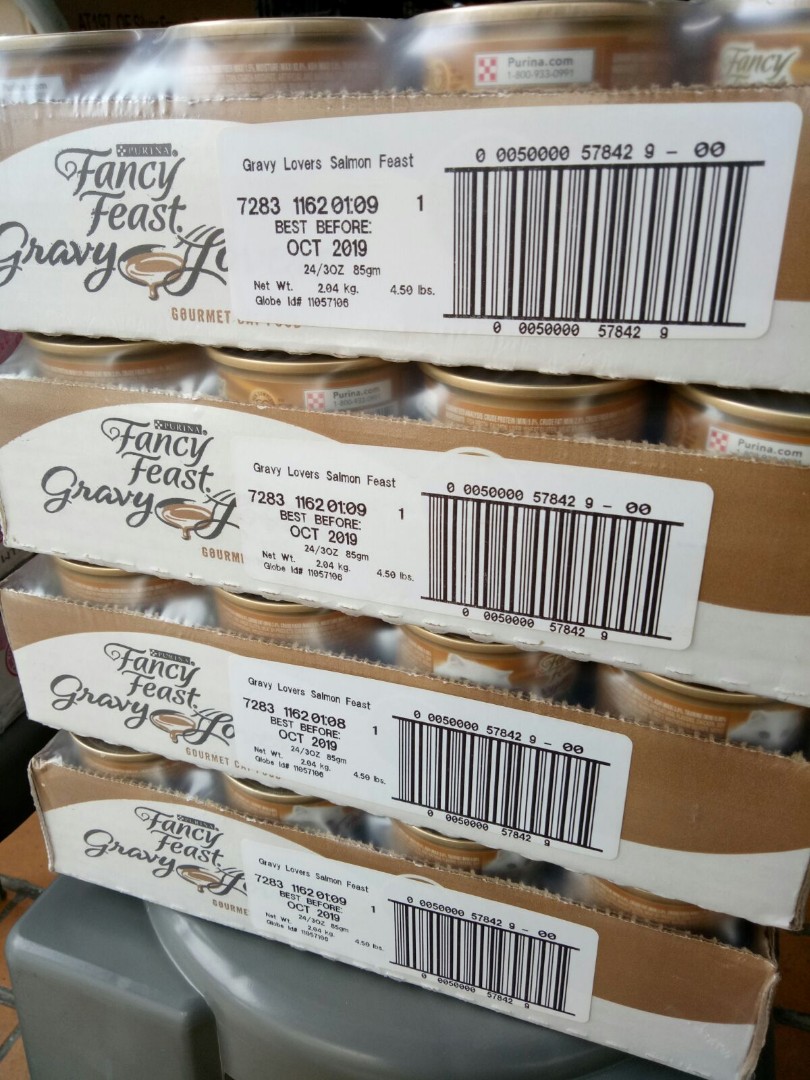 Purina.com
1-800-933-0991
Fancy
PURINA
Fancy
Feast
Gravy Lo
GOURMET CAT FOOD
Gravy Lovers Salmon Feast
7283 1162 01:09 1
BEST BEFORE:
OCT 2019
24/3OZ 85gm
Net Wt. 2.04 kg. 4.50 lbs.
Globe Id# 11057106
0 0050000 57842 9 - 00
0 0050000 57842 9
Purina.com
Purina.com
PURINA
Fancy
Feast
Gravy
GOURM
Gravy Lovers Salmon Feast
7283 1162 01:09 1
BEST BEFORE:
OCT 2019
24/3OZ 85gm
Net Wt. 2.04 kg. 4.50 lbs.
Globe Id# 11057106
0 0050000 57842 9 - 00
0 0050000 57842 9
PURINA
Fancy
Feast
Gravy Lo
GOURMET CAT FOOD
Gravy Lovers Salmon Feast
7283 1162 01:08 1
BEST BEFORE:
OCT 2019
24/3OZ 85gm
Net Wt. 2.04 kg. 4.50 lbs.
Globe Id# 11057106
0 0050000 57842 9 - 00
0 0050000 57842 9
PURINA
Fancy
Feast
Gravy
GOURME
Gravy Lovers Salmon Feast
7283 1162 01:09 1
BEST BEFORE:
OCT 2019
24/3OZ 85gm
Net Wt. 2.04 kg. 4.50 lbs.
Globe Id# 11057106
0 0050000 57842 9 - 00
0 0050000 57842 9